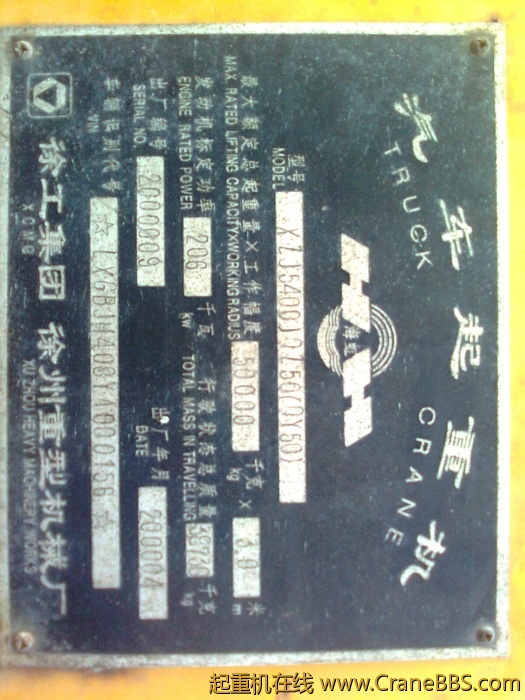 汽车起重机
TRUCK CRANE
海虹
型号 XZJ5400JQZ50(QY50)
MODEL
最大额定总起重量×工作幅度 50000 千克 × 3.0 米
MAX. RATED LIFTING CAPACITY×WORKING RADIUS kg m
发动机标定功率 206 千瓦 行驶状态总质量 千克
ENGINE RATED POWER kw TOTAL MASS IN TRAVELLING kg
出厂编号 2000009 出厂年月 200004
SERIAL NO. DATE
车辆识别代号
VIN
徐工集团 徐州重型机械厂
XCMG XUZHOU HEAVY MACHINERY WORKS
起重机在线 www.CraneBBS.com